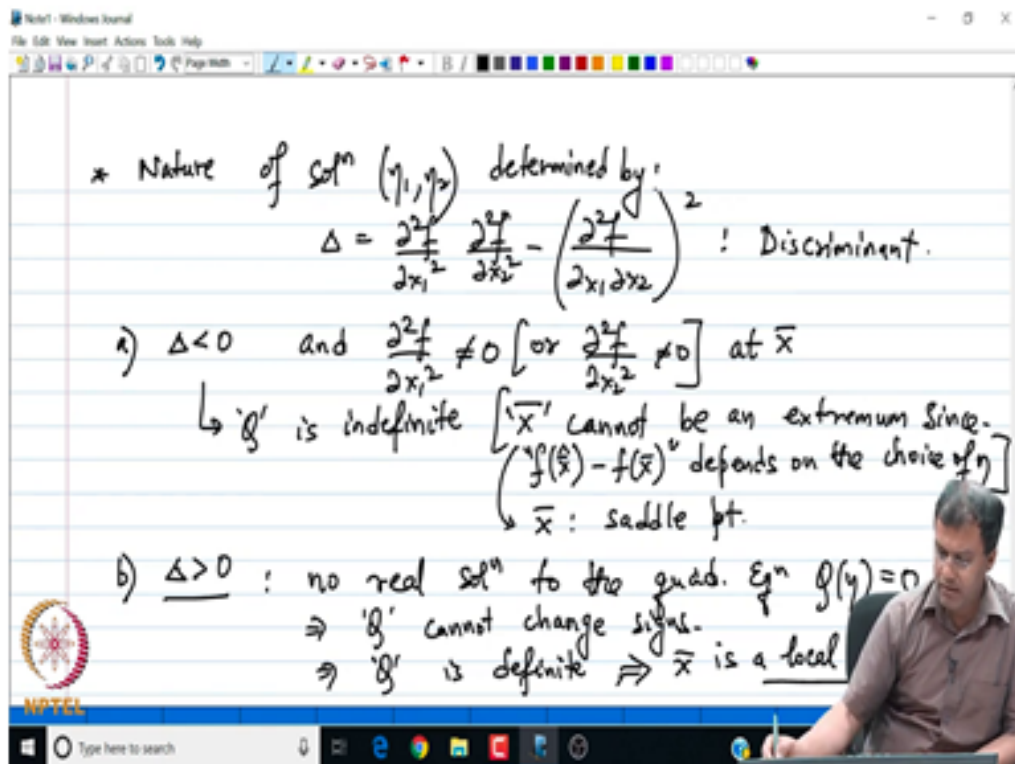 Note1 - Windows Journal
File Edit View Insert Actions Tools Help
Page Width
* Nature of solⁿ (η₁, η₂) determined by:
Δ = ∂²f/∂x₁² ∂²f/∂x₂² − (∂²f/∂x₁∂x₂)² : Discriminant.
a) Δ<0 and ∂²f/∂x₁² ≠0 [or ∂²f/∂x₂² ≠0] at x̄
↳ 'Q' is indefinite ['x̄' cannot be an extremum since
("f(x̂) − f(x̄)" depends on the choice of η]
↳ x̄ : saddle pt.
b) Δ>0 : no real solⁿ to the quad. Eqⁿ Q(y)=0
⇒ 'Q' cannot change signs.
⇒ 'Q' is definite ⇒ x̄ is a local
NPTEL
Type here to search